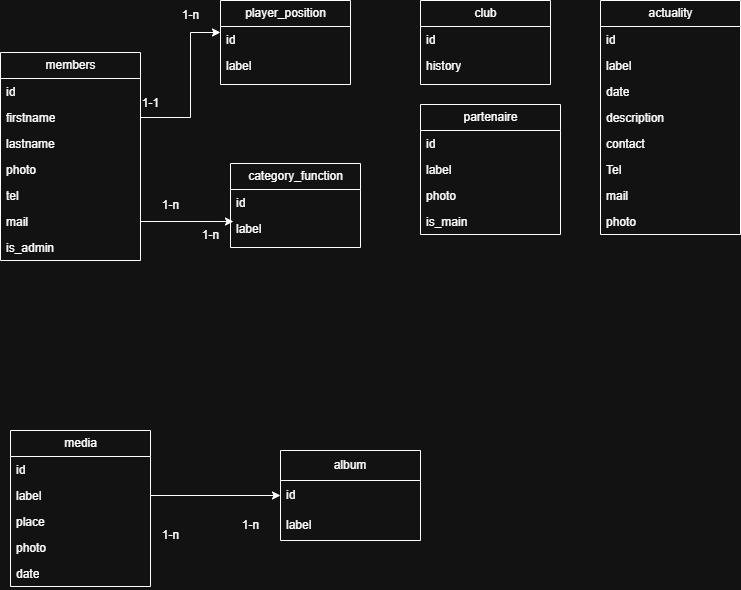 members
id
firstname
lastname
photo
tel
mail
is_admin
1-1
1-n
player_position
id
label
1-n
1-n
category_function
id
label
club
id
history
partenaire
id
label
photo
is_main
actuality
id
label
date
description
contact
Tel
mail
photo
media
id
label
place
photo
date
1-n
1-n
album
id
label